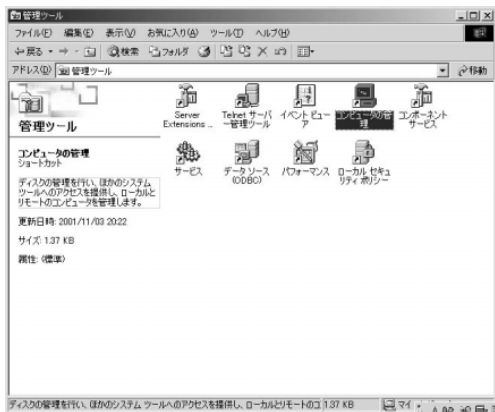 管理ツール
ファイル(F) 編集(E) 表示(V) お気に入り(A) ツール(T) ヘルプ(H)
戻る 検索 フォルダ
アドレス(D) 管理ツール 移動
管理ツール
コンピュータの管理
ショートカット
ディスクの管理を行い、ほかのシステム
ツールへのアクセスを提供し、ローカルと
リモートのコンピュータを管理します。
更新日時: 2001/11/03 20:22
サイズ: 1.37 KB
属性: (標準)
Server
Extensions ...
Telnet サーバ
ー管理ツール
イベント ビュー
ア
コンピュータの管
理
コンポーネント
サービス
サービス
データ ソース
(ODBC)
パフォーマンス
ローカル セキュ
リティ ポリシー
ディスクの管理を行い、ほかのシステム ツールへのアクセスを提供し、ローカルとリモートのコ 1.37 KB マイ